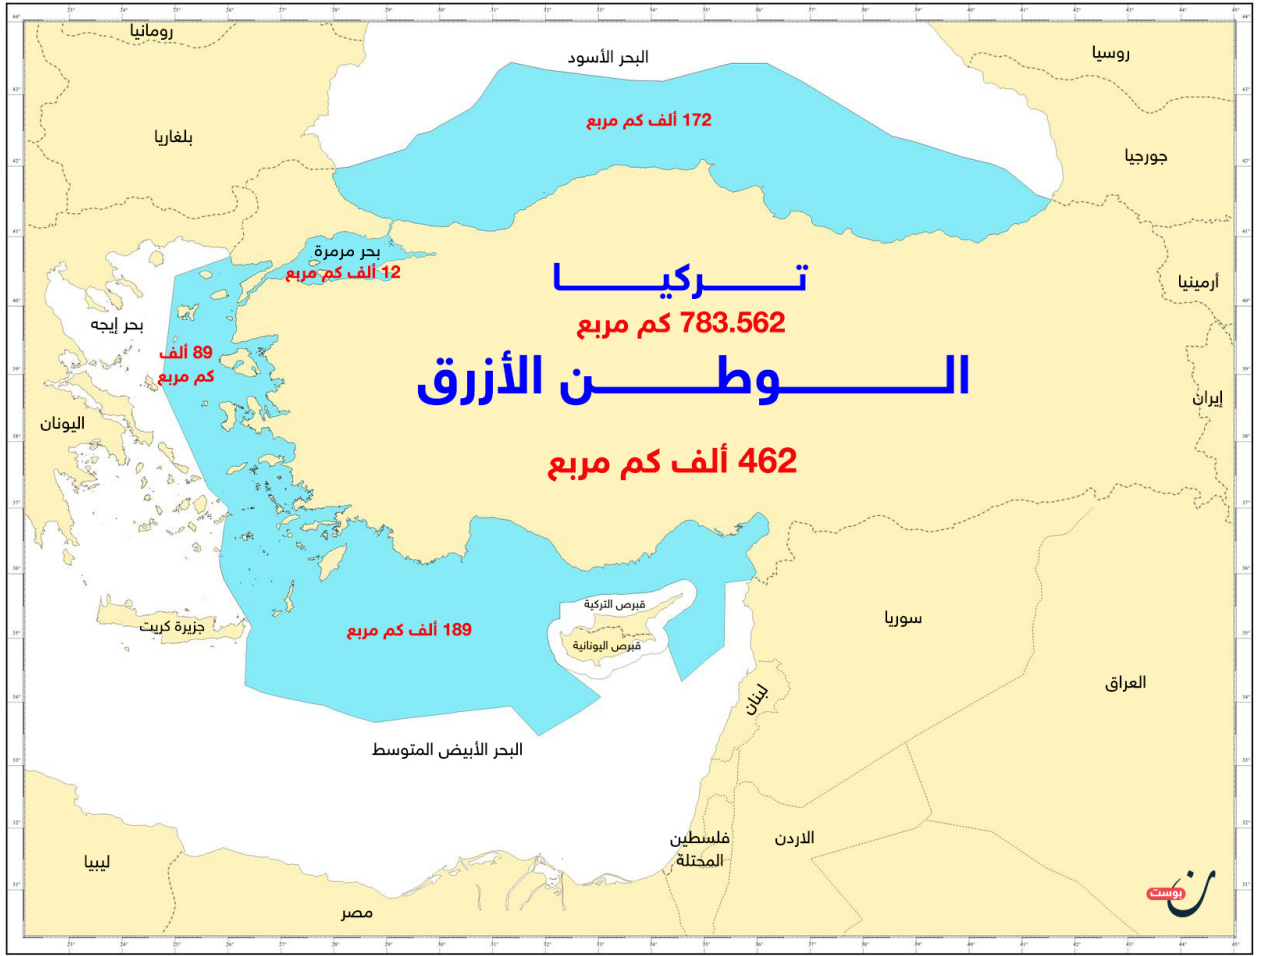 رومانيا
البحر الأسود
روسيا
172 ألف كم مربع
بلغاريا
جورجيا
بحر مرمرة
12 ألف كم مربع
تــــــركيــــــا
أرمينيا
783.562 كم مربع
بحر إيجه
89 ألف
كم مربع
الــــــــوطــــــــن الأزرق
إيران
اليونان
462 ألف كم مربع
قبرص التركية
جزيرة كريت
189 ألف كم مربع
قبرص اليونانية
سوريا
العراق
لبنان
البحر الأبيض المتوسط
فلسطين
المحتلة
الاردن
ليبيا
مصر
ن
بوست